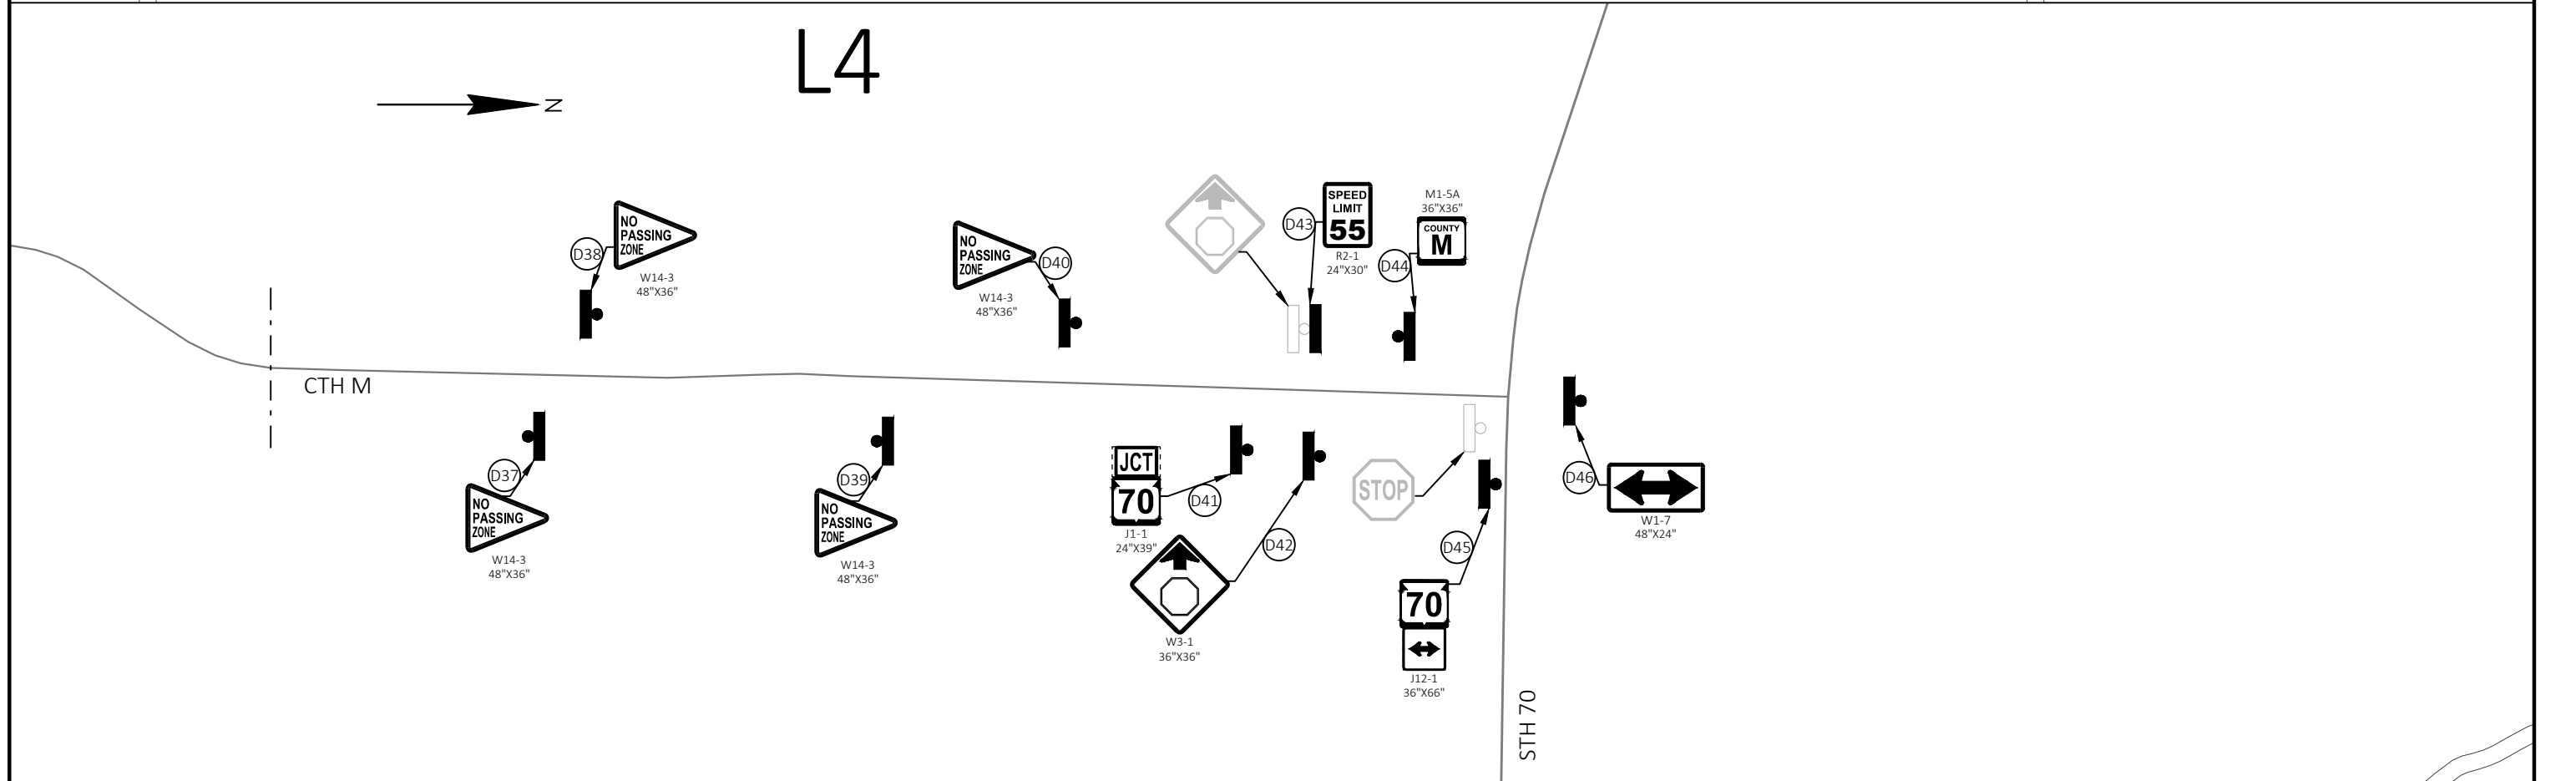 L4
N
D38
NO
PASSING
ZONE
W14-3
48"X36"
NO
PASSING
ZONE
D40
W14-3
48"X36"
D43
SPEED
LIMIT
55
R2-1
24"X30"
M1-5A
36"X36"
COUNTY
M
D44
CTH M
D37
NO
PASSING
ZONE
W14-3
48"X36"
D39
NO
PASSING
ZONE
W14-3
48"X36"
JCT
70
J1-1
24"X39"
D41
D42
W3-1
36"X36"
STOP
D45
70
J12-1
36"X66"
D46
W1-7
48"X24"
STH 70